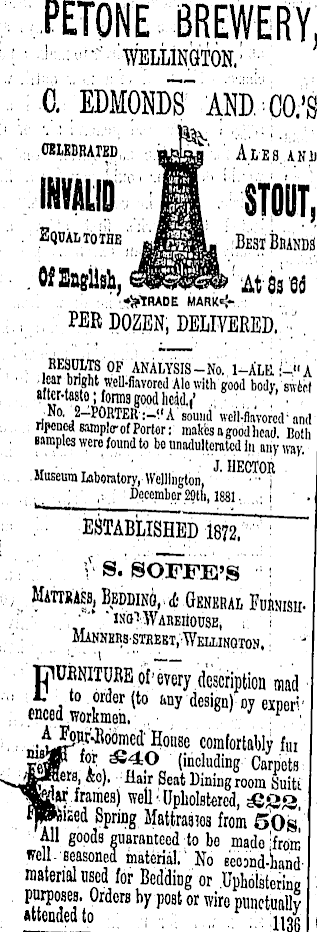 PETONE BREWERY,
WELLINGTON.
C. EDMONDS AND CO.'S
CELEBRATED ALES AND
INVALID STOUT,
EQUAL TO THE BEST BRANDS
Of English, At 8s 6d
TRADE MARK
PER DOZEN, DELIVERED.
RESULTS OF ANALYSIS—No. 1—ALE:—"A
lear bright well-flavored Ale with good body, sweet
after-taste; forms good head.'
No. 2—PORTER:—"A sound well-flavored and
ripened sample of Porter: makes a good head. Both
samples were found to be unadulterated in any way.
J. HECTOR
Museum Laboratory, Wellington,
December 29th, 1881.
ESTABLISHED 1872.
S. SOFFE'S
MATTRASS, BEDDING, & GENERAL FURNISH-
ING WAREHOUSE,
MANNERS-STREET, WELLINGTON.
FURNITURE of every description mad
to order (to any design) by experi
enced workmen.
A Four-Roomed House comfortably fur
for £40 (including Carpets
&c). Hair Seat Dining room Suite
frames) well Upholstered, £22,
Spring Mattrasses from 50s,
All goods guaranteed to be made from
well-seasoned material. No second-hand
material used for Bedding or Upholstering
purposes. Orders by post or wire punctually
attended to 1136